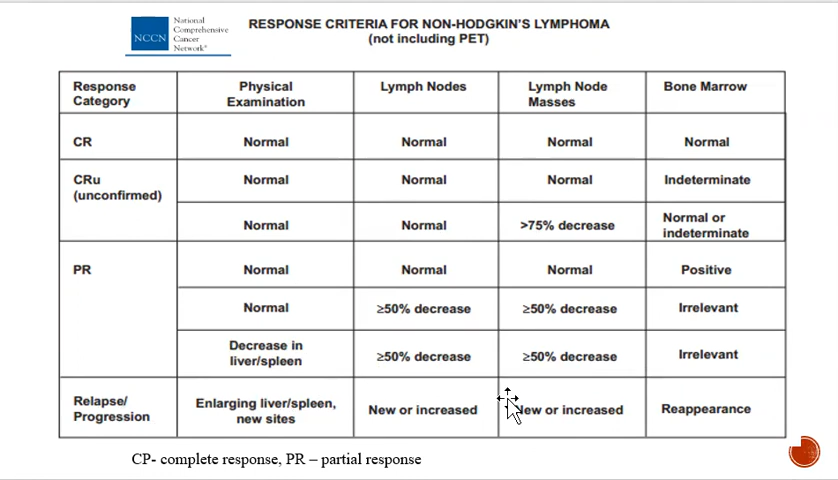 National
Comprehensive
Cancer
Network®
NCCN
RESPONSE CRITERIA FOR NON-HODGKIN'S LYMPHOMA
(not including PET)
Response
Category
Physical
Examination
Lymph Nodes
Lymph Node
Masses
Bone Marrow
CR
Normal
Normal
Normal
Normal
CRu
(unconfirmed)
Normal
Normal
Normal
Indeterminate
Normal
Normal
>75% decrease
Normal or
indeterminate
PR
Normal
Normal
Normal
Positive
Normal
≥50% decrease
≥50% decrease
Irrelevant
Decrease in
liver/spleen
≥50% decrease
≥50% decrease
Irrelevant
Relapse/
Progression
Enlarging liver/spleen,
new sites
New or increased
New or increased
Reappearance
CP- complete response, PR – partial response